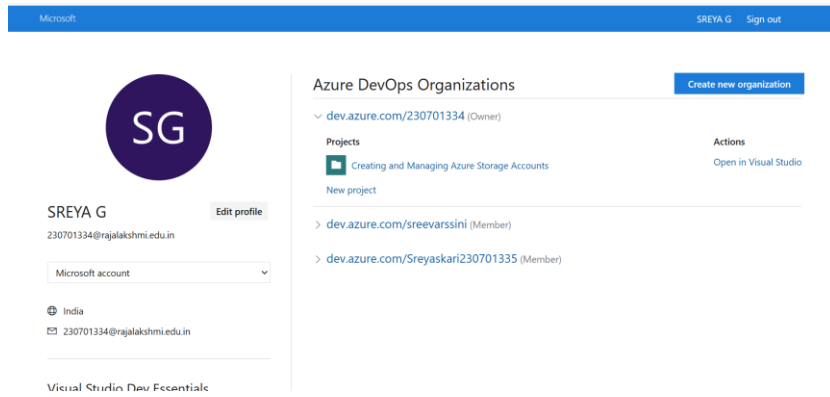 Microsoft
SREYA G Sign out
SG
SREYA G
Edit profile
230701334@rajalakshmi.edu.in
Microsoft account
India
230701334@rajalakshmi.edu.in
Visual Studio Dev Essentials
Azure DevOps Organizations
Create new organization
dev.azure.com/230701334 (Owner)
Projects
Actions
Creating and Managing Azure Storage Accounts
Open in Visual Studio
New project
dev.azure.com/sreevarssini (Member)
dev.azure.com/Sreyaskari230701335 (Member)